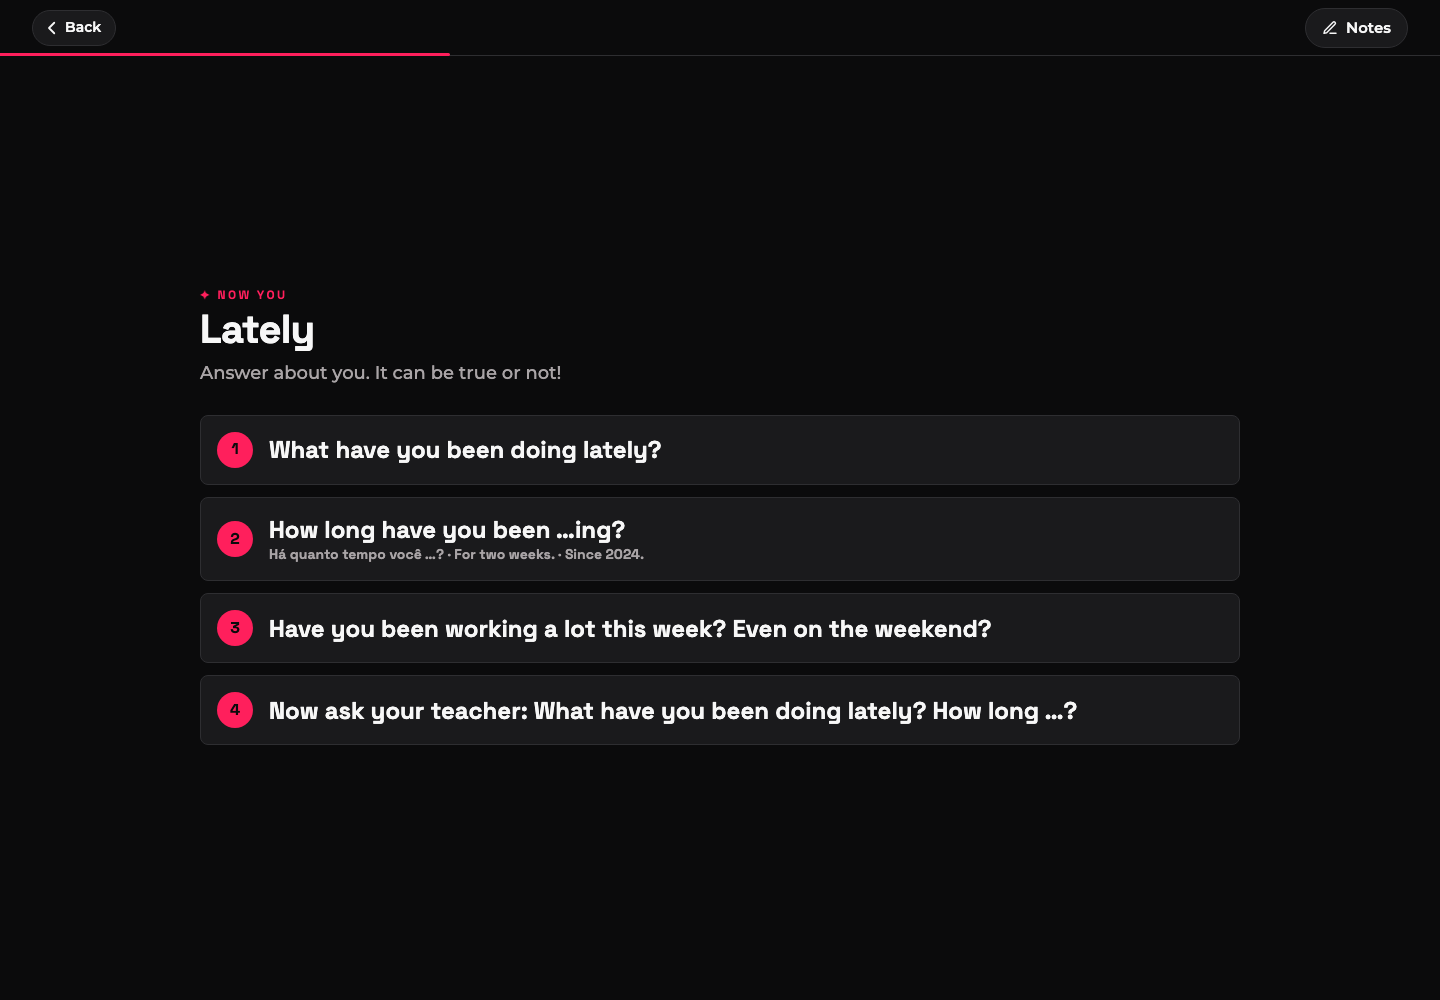 Back
Notes
✦ NOW YOU
Lately
Answer about you. It can be true or not!
1 What have you been doing lately?
2 How long have you been ...ing?
Há quanto tempo você ...? · For two weeks. · Since 2024.
3 Have you been working a lot this week? Even on the weekend?
4 Now ask your teacher: What have you been doing lately? How long ...?